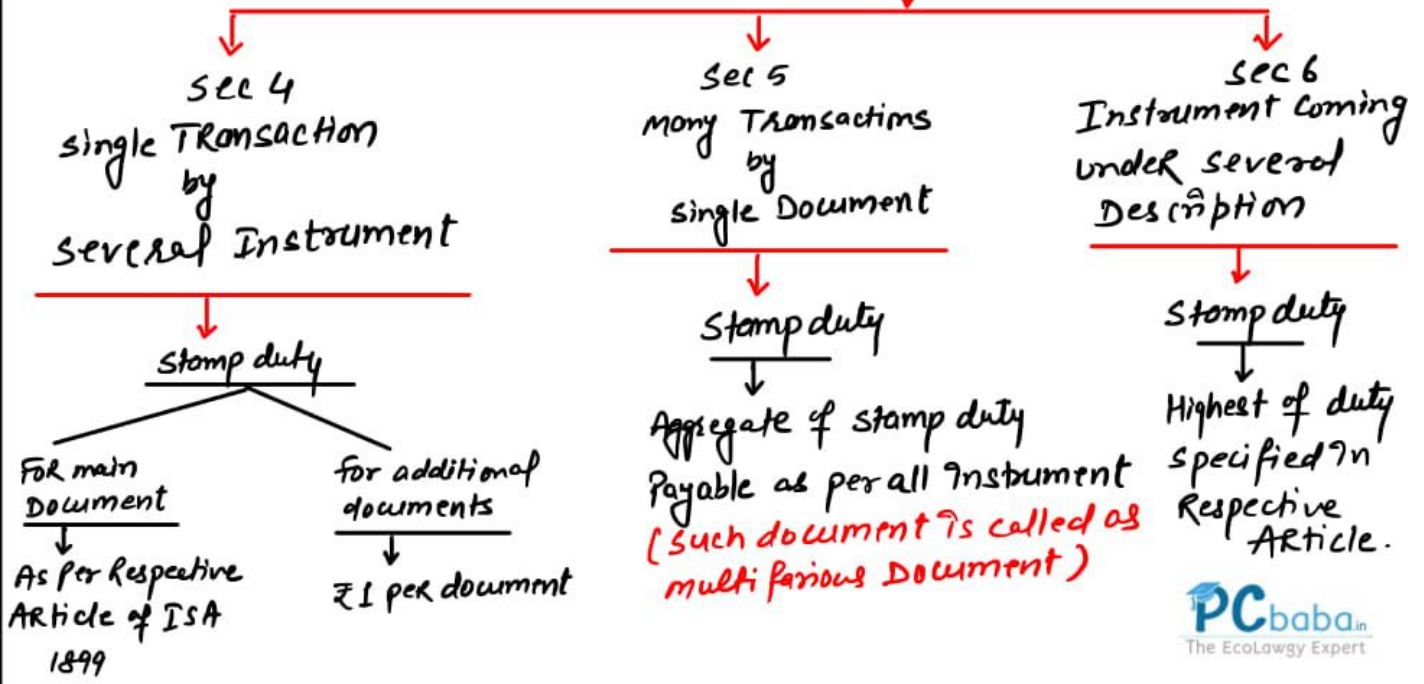 Sec 4
Single Transaction
by
Several Instrument
Stamp duty
For main
Document
As Per Respective
Article of ISA
1899
for additional
documents
₹1 per document
Sec 5
Many Transactions
by
Single Document
Stamp duty
Aggregate of stamp duty
Payable as per all Instrument
(such document is called as
multi farious Document)
Sec 6
Instrument Coming
under several
Description
Stamp duty
Highest of duty
specified in
Respective
Article.
PCbaba.in
The EcoLawgy Expert